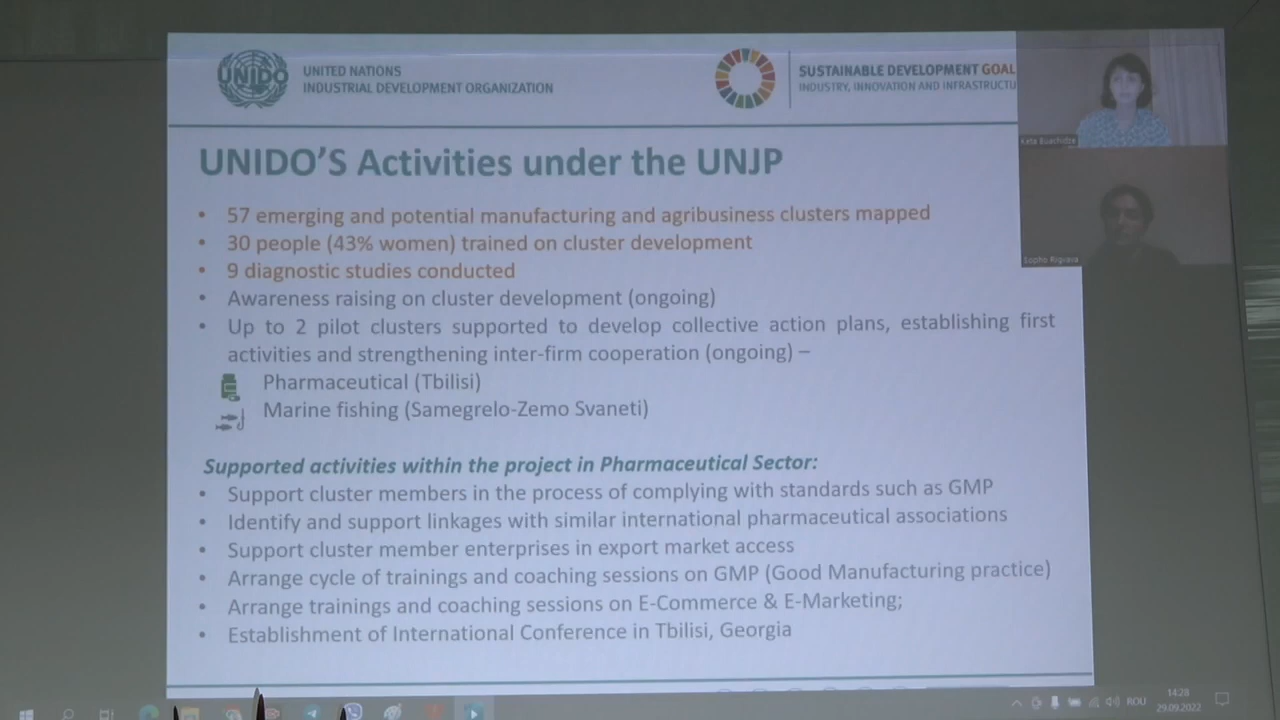 UNIDO
UNITED NATIONS
INDUSTRIAL DEVELOPMENT ORGANIZATION
SUSTAINABLE DEVELOPMENT GOAL
INDUSTRY, INNOVATION AND INFRASTRUCTU
UNIDO'S Activities under the UNJP
• 57 emerging and potential manufacturing and agribusiness clusters mapped
• 30 people (43% women) trained on cluster development
• 9 diagnostic studies conducted
• Awareness raising on cluster development (ongoing)
• Up to 2 pilot clusters supported to develop collective action plans, establishing first
activities and strengthening inter-firm cooperation (ongoing) –
Pharmaceutical (Tbilisi)
Marine fishing (Samegrelo-Zemo Svaneti)
Supported activities within the project in Pharmaceutical Sector:
• Support cluster members in the process of complying with standards such as GMP
• Identify and support linkages with similar international pharmaceutical associations
• Support cluster member enterprises in export market access
• Arrange cycle of trainings and coaching sessions on GMP (Good Manufacturing practice)
• Arrange trainings and coaching sessions on E-Commerce & E-Marketing;
• Establishment of International Conference in Tbilisi, Georgia
Keta
Sopho
ROU
14:28
29.09.2022